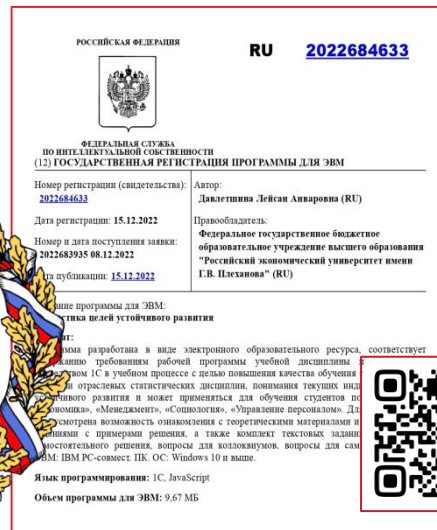 РОССИЙСКАЯ ФЕДЕРАЦИЯ
RU 2022684633
ФЕДЕРАЛЬНАЯ СЛУЖБА
ПО ИНТЕЛЛЕКТУАЛЬНОЙ СОБСТВЕННОСТИ
(12) ГОСУДАРСТВЕННАЯ РЕГИСТРАЦИЯ ПРОГРАММЫ ДЛЯ ЭВМ
Номер регистрации (свидетельства):
2022684633
Дата регистрации: 15.12.2022
Номер и дата поступления заявки:
2022683935 08.12.2022
публикации: 15.12.2022
Автор:
Давлетшина Лейсан Анваровна (RU)
Правообладатель:
Федеральное государственное бюджетное
образовательное учреждение высшего образования
"Российский экономический университет имени
Г.В. Плеханова" (RU)
программы для ЭВМ:
целей устойчивого развития
разработана в виде электронного образовательного ресурса, соответствует
требованиям рабочей программы учебной дисциплины и
1С в учебном процессе с целью повышения качества обучения
и отраслевых статистических дисциплин, понимания текущих
развития и может применяться для обучения студентов по
«Менеджмент», «Социология», «Управление персоналом».
возможность ознакомления с теоретическими материалами и
с примерами решения, а также комплект текстовых
решения, вопросы для коллоквиумов, вопросы для
IBM PC-совмест. ПК. ОС: Windows 10 и выше.
Язык программирования: 1С, JavaScript
Объем программы для ЭВМ: 9,67 МБ